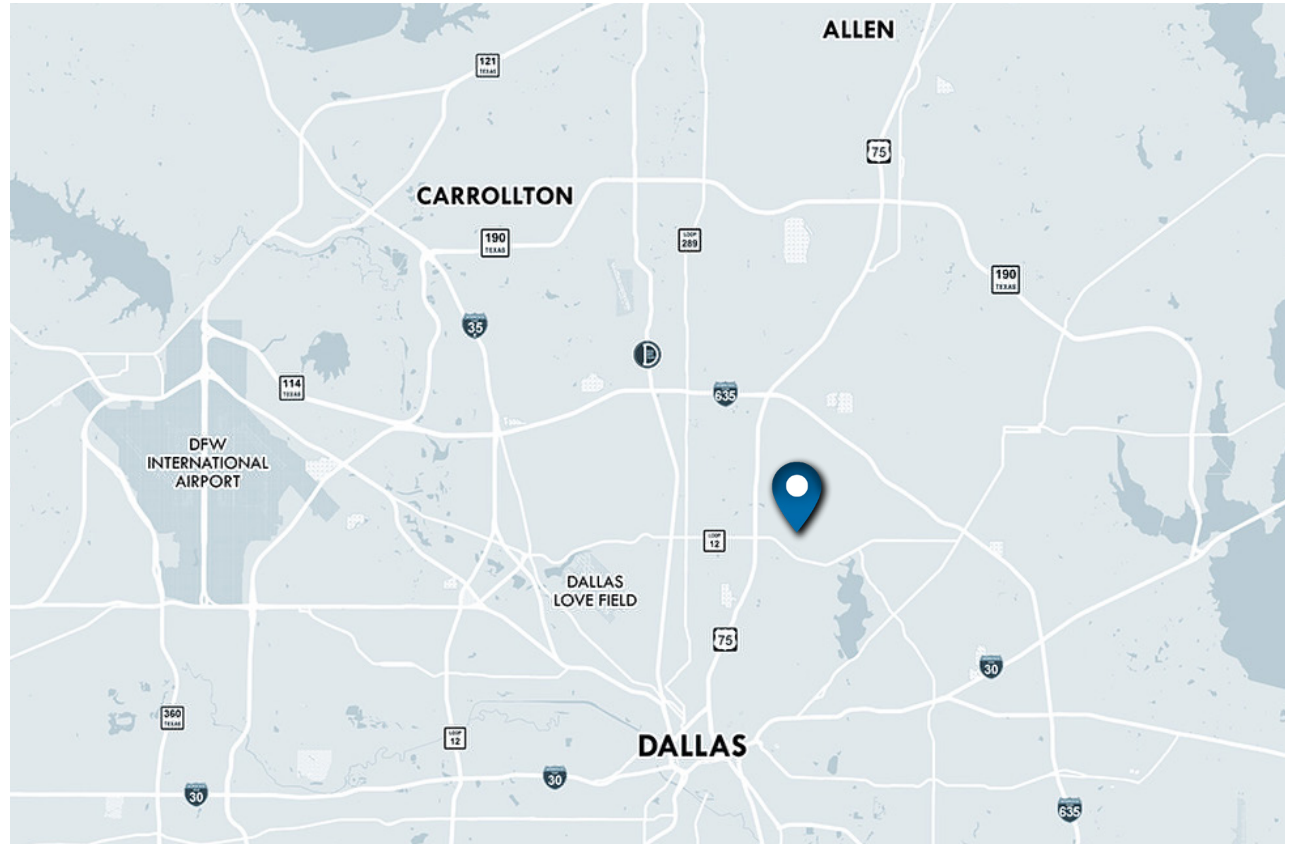 ALLEN
121
TEXAS
75
CARROLLTON
190
TEXAS
LOOP
289
190
TEXAS
35
D
114
TEXAS
635
DFW
INTERNATIONAL
AIRPORT
LOOP
12
DALLAS
LOVE FIELD
75
30
360
TEXAS
LOOP
12
DALLAS
30
30
635